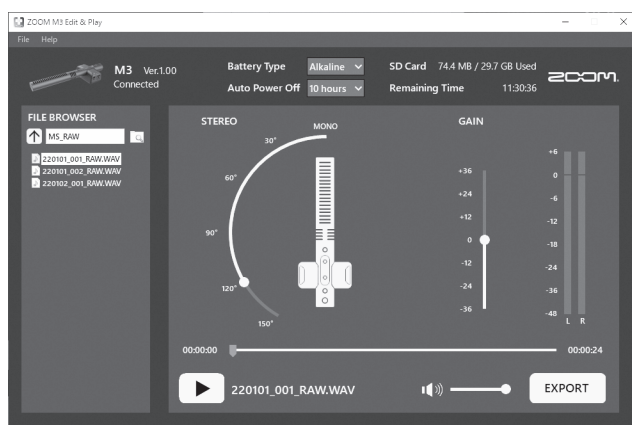 ZOOM M3 Edit & Play
File Help
M3 Ver.1.00
Connected
Battery Type Alkaline
Auto Power Off 10 hours
SD Card 74.4 MB / 29.7 GB Used
Remaining Time 11:30:36
ZOOM
FILE BROWSER
MS_RAW
220101_001_RAW.WAV
220101_002_RAW.WAV
220102_001_RAW.WAV
STEREO
MONO
30°
60°
90°
120°
150°
GAIN
+36
+24
+12
0
-12
-24
-36
+6
0
-6
-12
-18
-24
-36
-48
L R
00:00:00
00:00:24
220101_001_RAW.WAV
EXPORT